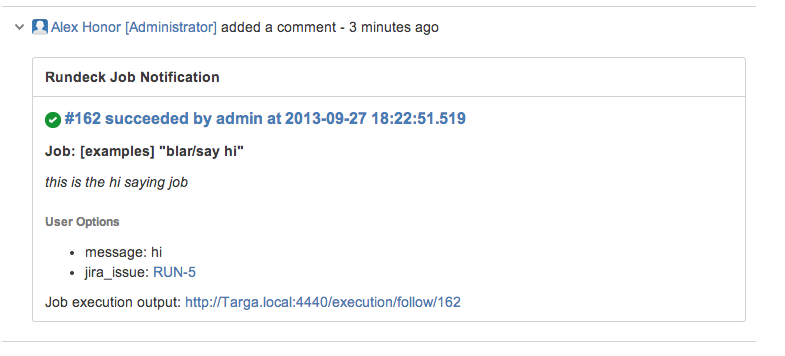 Alex Honor [Administrator] added a comment - 3 minutes ago
Rundeck Job Notification
#162 succeeded by admin at 2013-09-27 18:22:51.519
Job: [examples] "blar/say hi"
this is the hi saying job
User Options
• message: hi
• jira_issue: RUN-5
Job execution output: http://Targa.local:4440/execution/follow/162